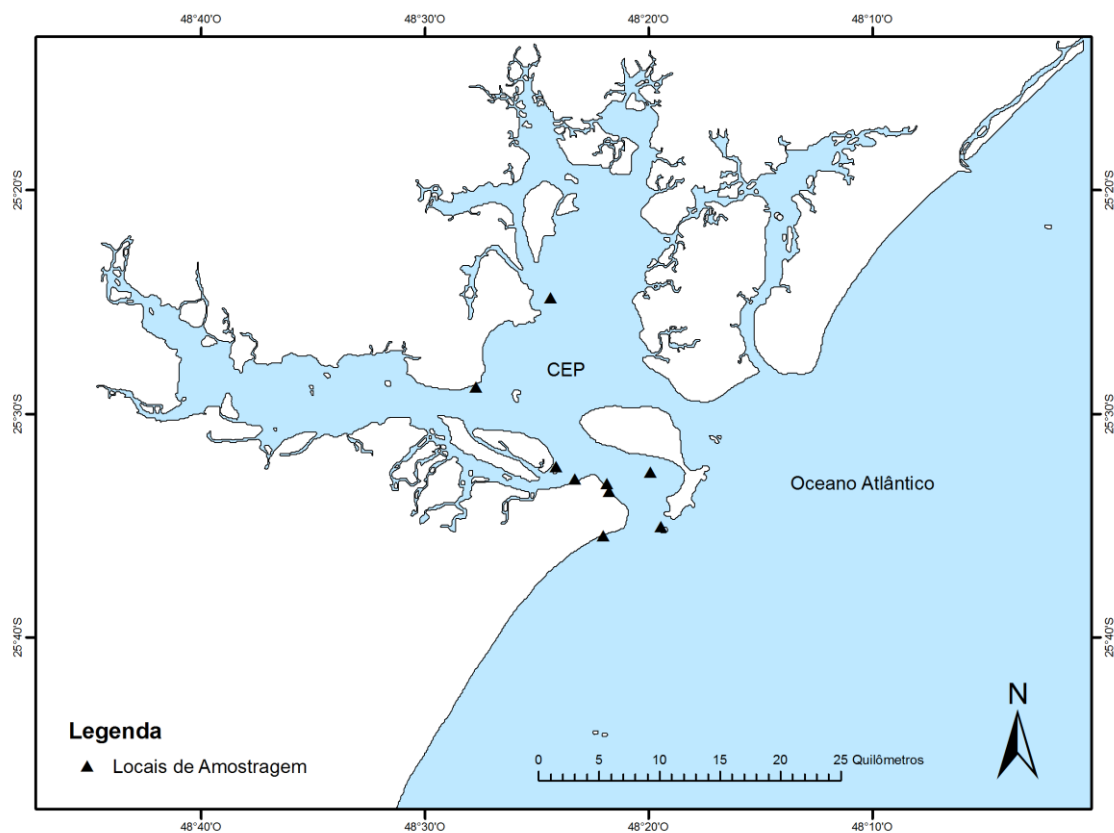 48°40'O 48°30'O 48°20'O 48°10'O
25°20'S 25°20'S
CEP
25°30'S 25°30'S
Oceano Atlântico
25°40'S 25°40'S
N
Legenda
Locais de Amostragem
0 5 10 15 20 25 Quilômetros
48°40'O 48°30'O 48°20'O 48°10'O